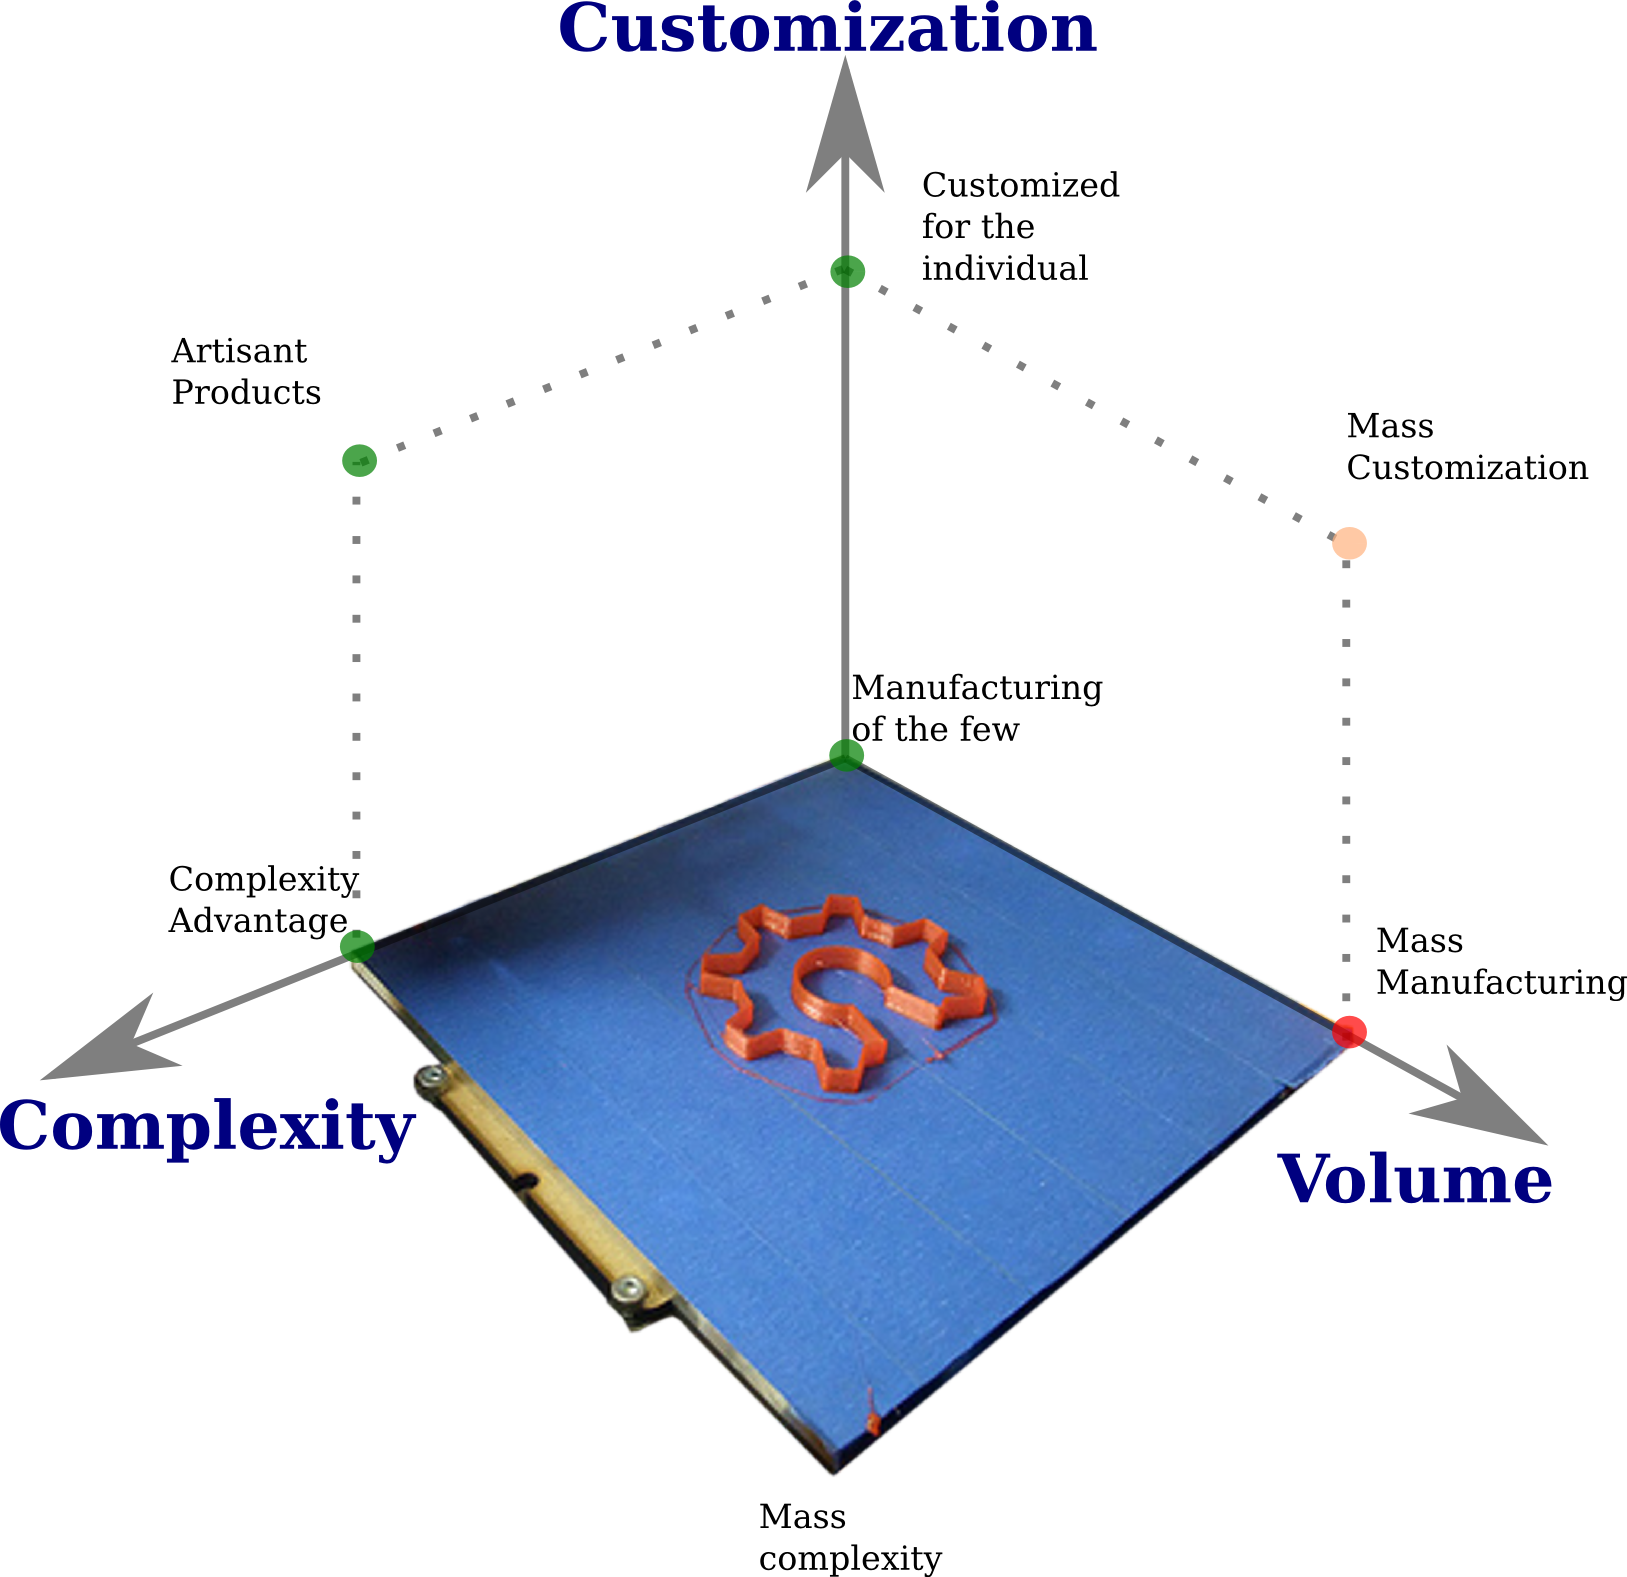 Customization
Customized
for the
individual
Artisant
Products
Mass
Customization
Manufacturing
of the few
Complexity
Advantage
Mass
Manufacturing
Complexity
Volume
Mass
complexity